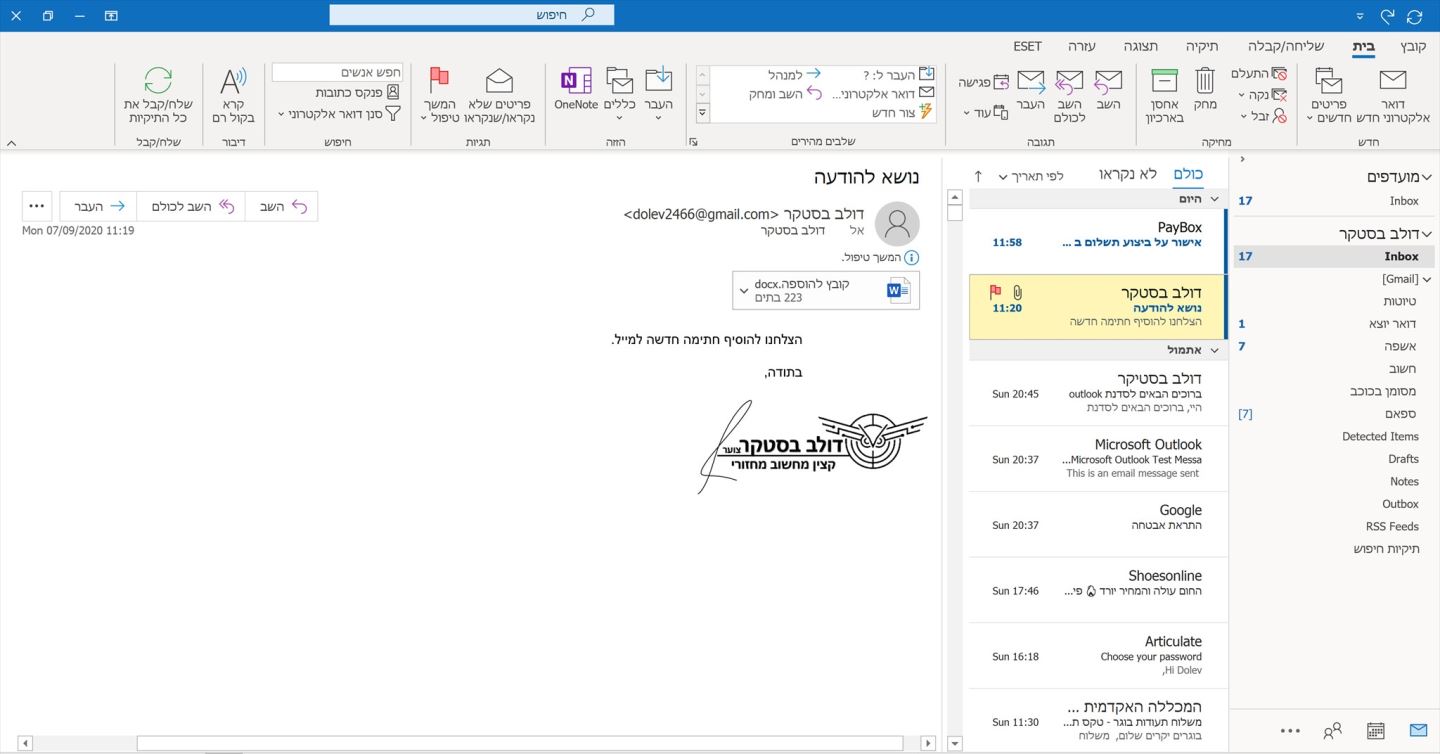 חיפוש
קובץ בית שליחה/קבלה תיקיה תצוגה עזרה ESET
דואר אלקטרוני חדש
פריטים חדשים
חדש
התעלם
נקה
זבל
מחק
אחסן בארכיון
מחיקה
השב
השב לכולם
העבר
פגישה
עוד
תגובה
העבר ל: ?
דואר אלקטרוני...
צור חדש
למנהל
השב ומחק
שלבים מהירים
העבר
כללים
OneNote
הזזה
פריטים שלא נקראו/שנקראו
המשך טיפול
תגיות
חפש אנשים
פנקס כתובות
סנן דואר אלקטרוני
חיפוש
קרא בקול רם
דיבור
שלח/קבל את כל התיקיות
שלח/קבל
מועדפים
Inbox 17
דולב בסטקר
Inbox 17
[Gmail]
טיוטות
דואר יוצא 1
אשפה 7
חשוב
מסומן בכוכב
ספאם [7]
Detected Items
Drafts
Notes
Outbox
RSS Feeds
תיקיות חיפוש
כולם לא נקראו לפי תאריך
היום
PayBox
אישור על ביצוע תשלום ב ... 11:58
דולב בסטקר
נושא להודעה 11:20
הצלחנו להוסיף חתימה חדשה
אתמול
דולב בסטיקר
ברוכים הבאים לסדנת outlook Sun 20:45
היי, ברוכים הבאים לסדנת
Microsoft Outlook
Microsoft Outlook Test Messa... Sun 20:37
This is an email message sent
Google
התראת אבטחה Sun 20:37
Shoesonline
החום עולה והמחיר יורד 🔥 פי... Sun 17:46
Articulate
Choose your password Sun 16:18
Hi Dolev,
המכללה האקדמית ...
משלוח תעודות בוגר - טקס ת... Sun 11:30
בוגרים יקרים שלום, משלוח
נושא להודעה
דולב בסטקר <dolev2466@gmail.com>
אל דולב בסטקר
השב השב לכולם העבר
Mon 07/09/2020 11:19
המשך טיפול.
קובץ להוספה.docx
223 בתים
הצלחנו להוסיף חתימה חדשה למייל.
בתודה,
דולב בסטקר צוער
קצין מחשוב מחזורי